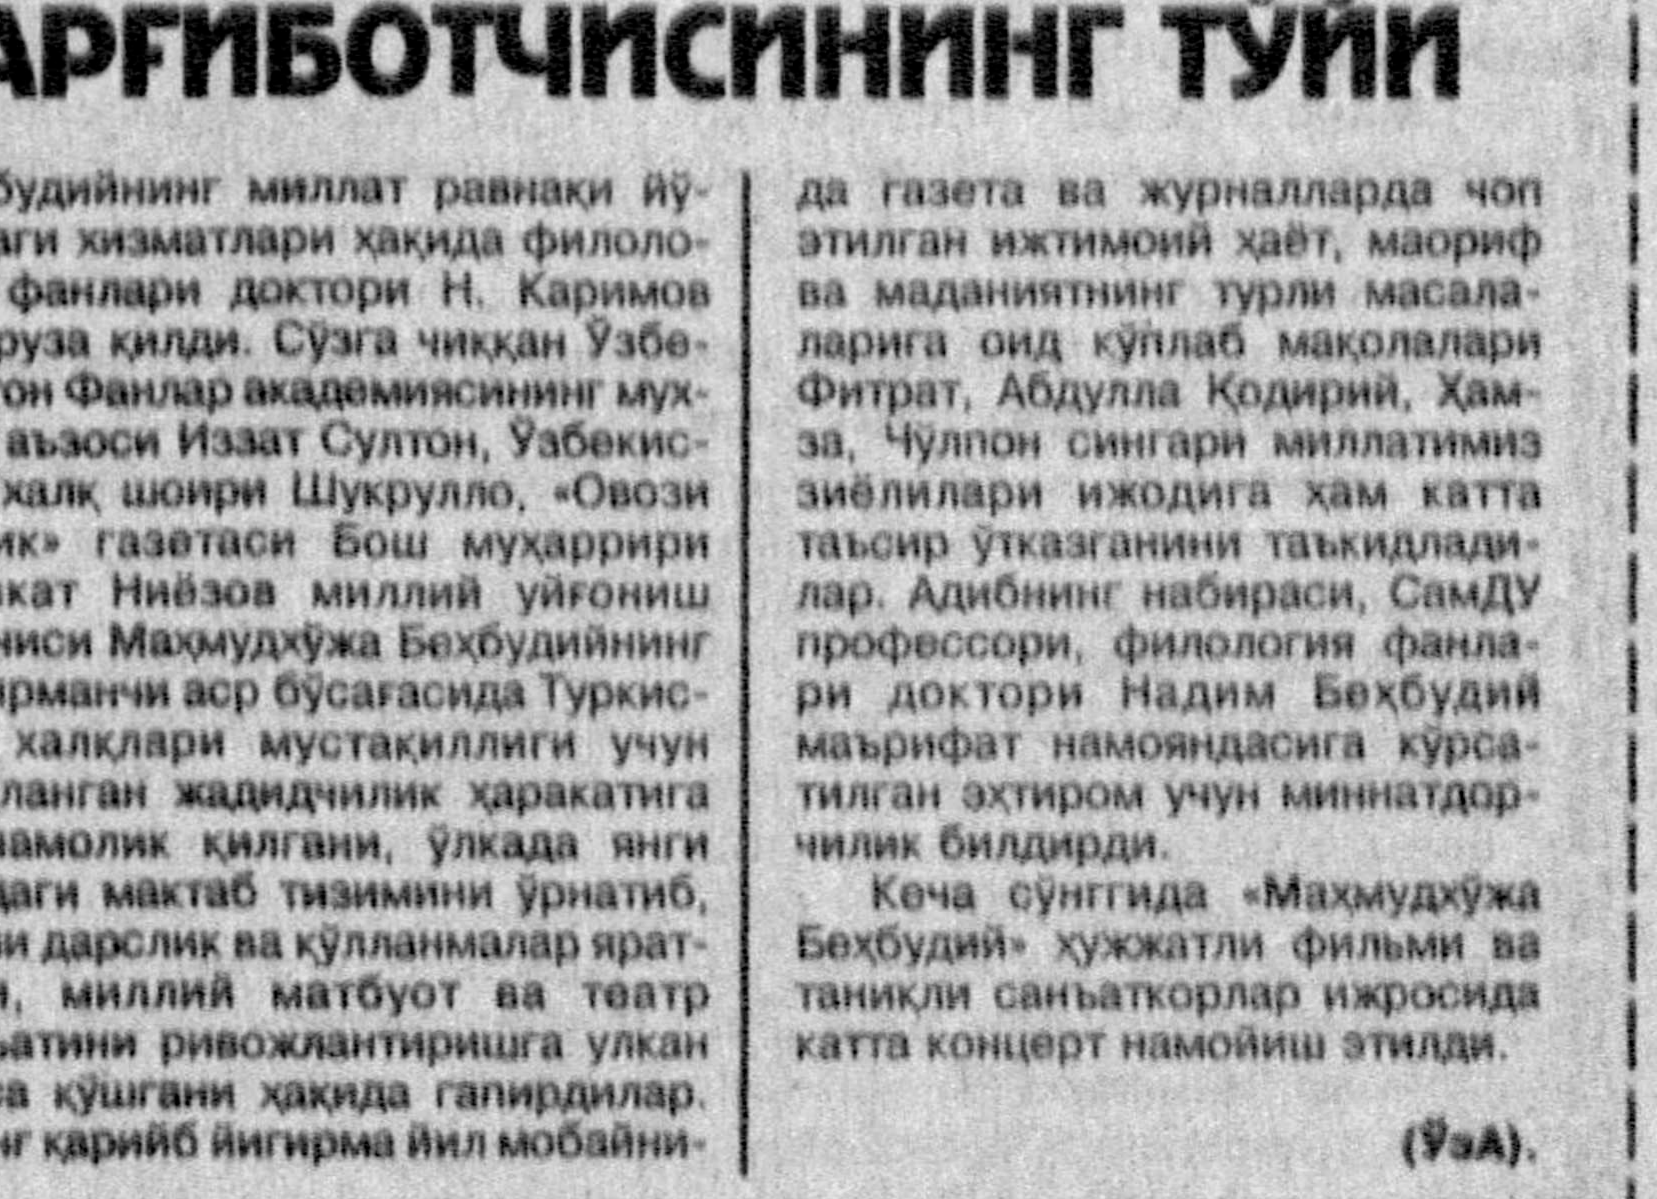 АРҒИБОТЧИСИНИНГ ТЎЙИ
будийнинг миллат равнақи йў-
аги хизматлари ҳақида филоло-
фанлари доктори Н. Каримов
руза қилди. Сўзга чиққан Ўзбе-
он Фанлар академиясининг мух-
аъзоси Иззат Султон, Ўзбекис-
халқ шоири Шукрулло, «Овози
ик» газетаси Бош муҳаррири
кат Ниёзов миллий уйғониш
ниси Маҳмудхўжа Беҳбудийнинг
ирманчи аср бўсағасида Туркис-
халқлари мустақиллиги учун
ланган жадидчилик ҳаракатига
намолик қилгани, ўлкада янги
даги мактаб тизимини ўрнатиб,
зи дарслик ва қўлланмалар ярат-
и, миллий матбуот ва театр
ъатини ривожлантиришга улкан
са қўшгани ҳақида гапирдилар.
нг қарийб йигирма йил мобайни-
да газета ва журналларда чоп
этилган ижтимоий ҳаёт, маориф
ва маданиятнинг турли масала-
ларига оид кўплаб мақолалари
Фитрат, Абдулла Қодирий, Ҳам-
за, Чўлпон сингари миллатимиз
зиёлилари ижодига ҳам катта
таъсир ўтказганини таъкидлади-
лар. Адибнинг набираси, СамДУ
профессори, филология фанла-
ри доктори Надим Беҳбудий
маърифат намояндасига кўрса-
тилган эҳтиром учун миннатдор-
чилик билдирди.
Кеча сўнггида «Маҳмудхўжа
Беҳбудий» ҳужжатли фильми ва
таниқли санъаткорлар ижросида
катта концерт намойиш этилди.
(ЎзА).